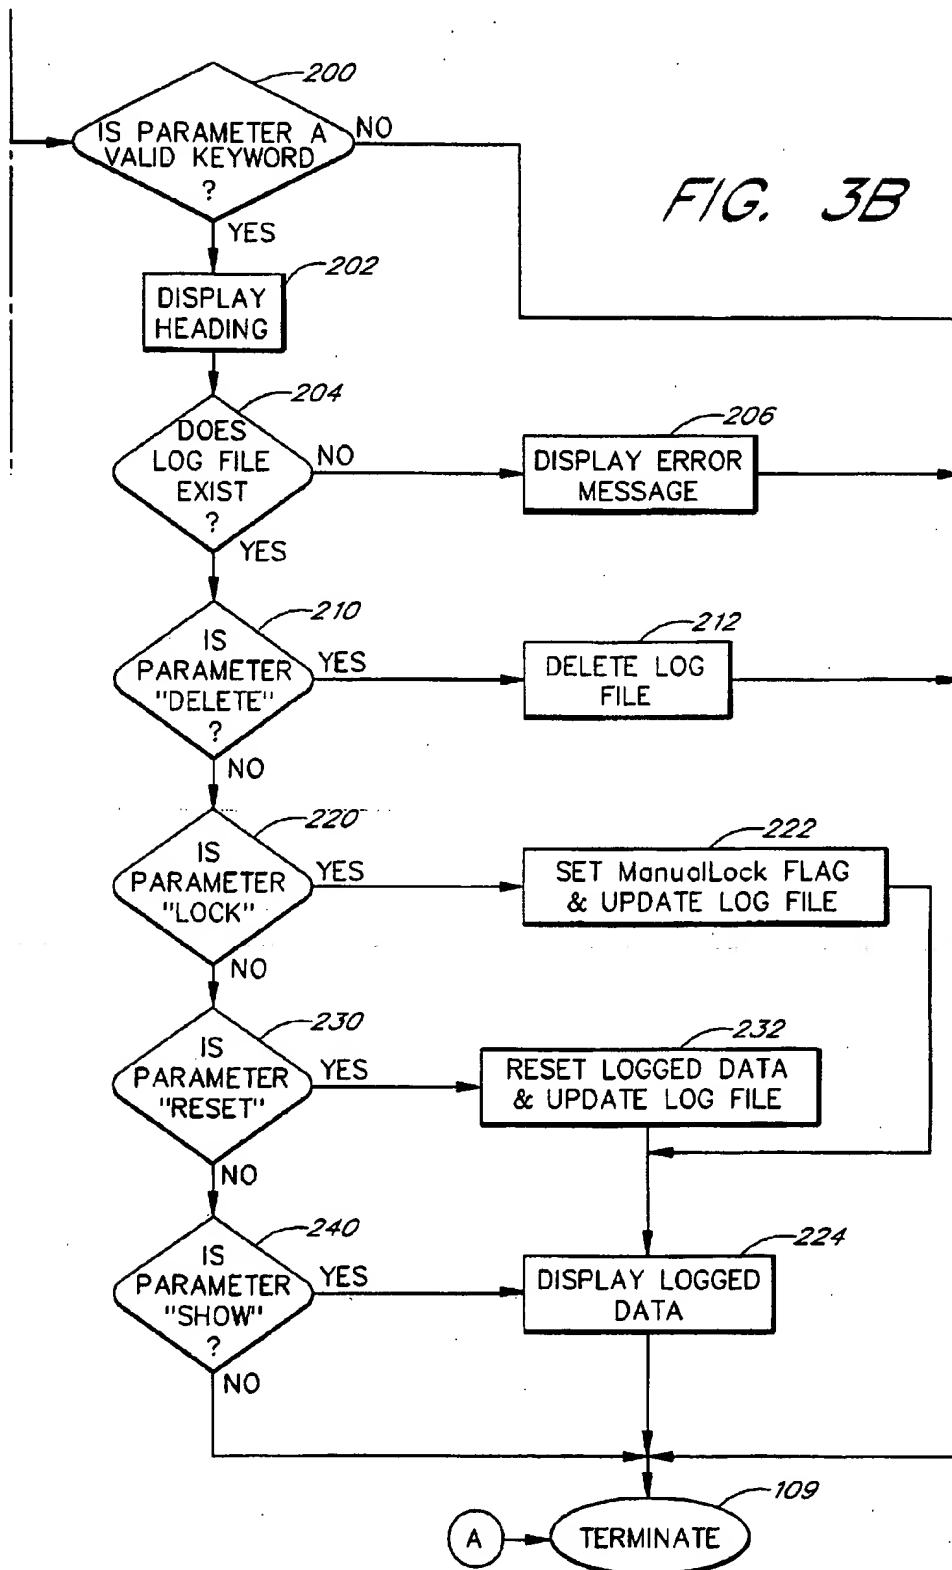 200
IS PARAMETER A
VALID KEYWORD
?
NO
YES
FIG. 3B
202
DISPLAY
HEADING
204
DOES
LOG FILE
EXIST
?
NO
YES
206
DISPLAY ERROR
MESSAGE
210
IS
PARAMETER
"DELETE"
?
YES
NO
212
DELETE LOG
FILE
220
IS
PARAMETER
"LOCK"
YES
NO
222
SET ManualLock FLAG
& UPDATE LOG FILE
230
IS
PARAMETER
"RESET"
YES
NO
232
RESET LOGGED DATA
& UPDATE LOG FILE
240
IS
PARAMETER
"SHOW"
?
YES
NO
224
DISPLAY LOGGED
DATA
109
A
TERMINATE